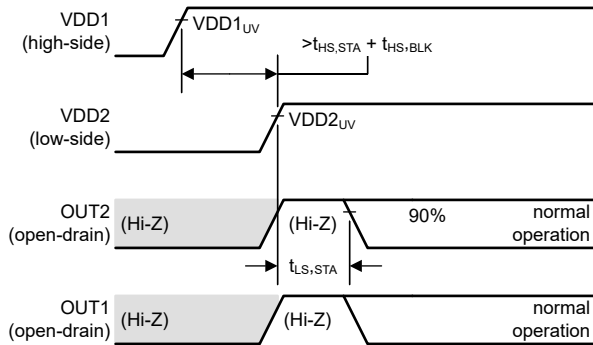 VDD1
(high-side)
VDD1UV
>tHS,STA + tHS,BLK
VDD2
(low-side)
VDD2UV
OUT2
(open-drain)
(Hi-Z)
(Hi-Z)
90%
normal
operation
tLS,STA
OUT1
(open-drain)
(Hi-Z)
(Hi-Z)
normal
operation